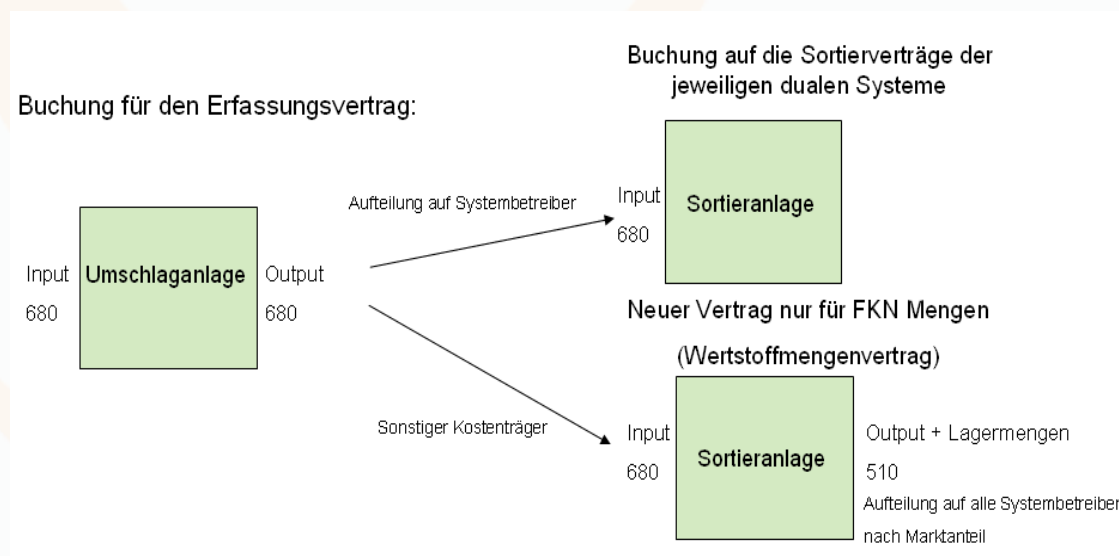 Buchung für den Erfassungsvertrag:
Input
680
Umschlaganlage
Output
680
Aufteilung auf Systembetreiber
Sonstiger Kostenträger
Buchung auf die Sortierverträge der
jeweiligen dualen Systeme
Input
680
Sortieranlage
Neuer Vertrag nur für FKN Mengen
(Wertstoffmengenvertrag)
Input
680
Sortieranlage
Output + Lagermengen
510
Aufteilung auf alle Systembetreiber
nach Marktanteil